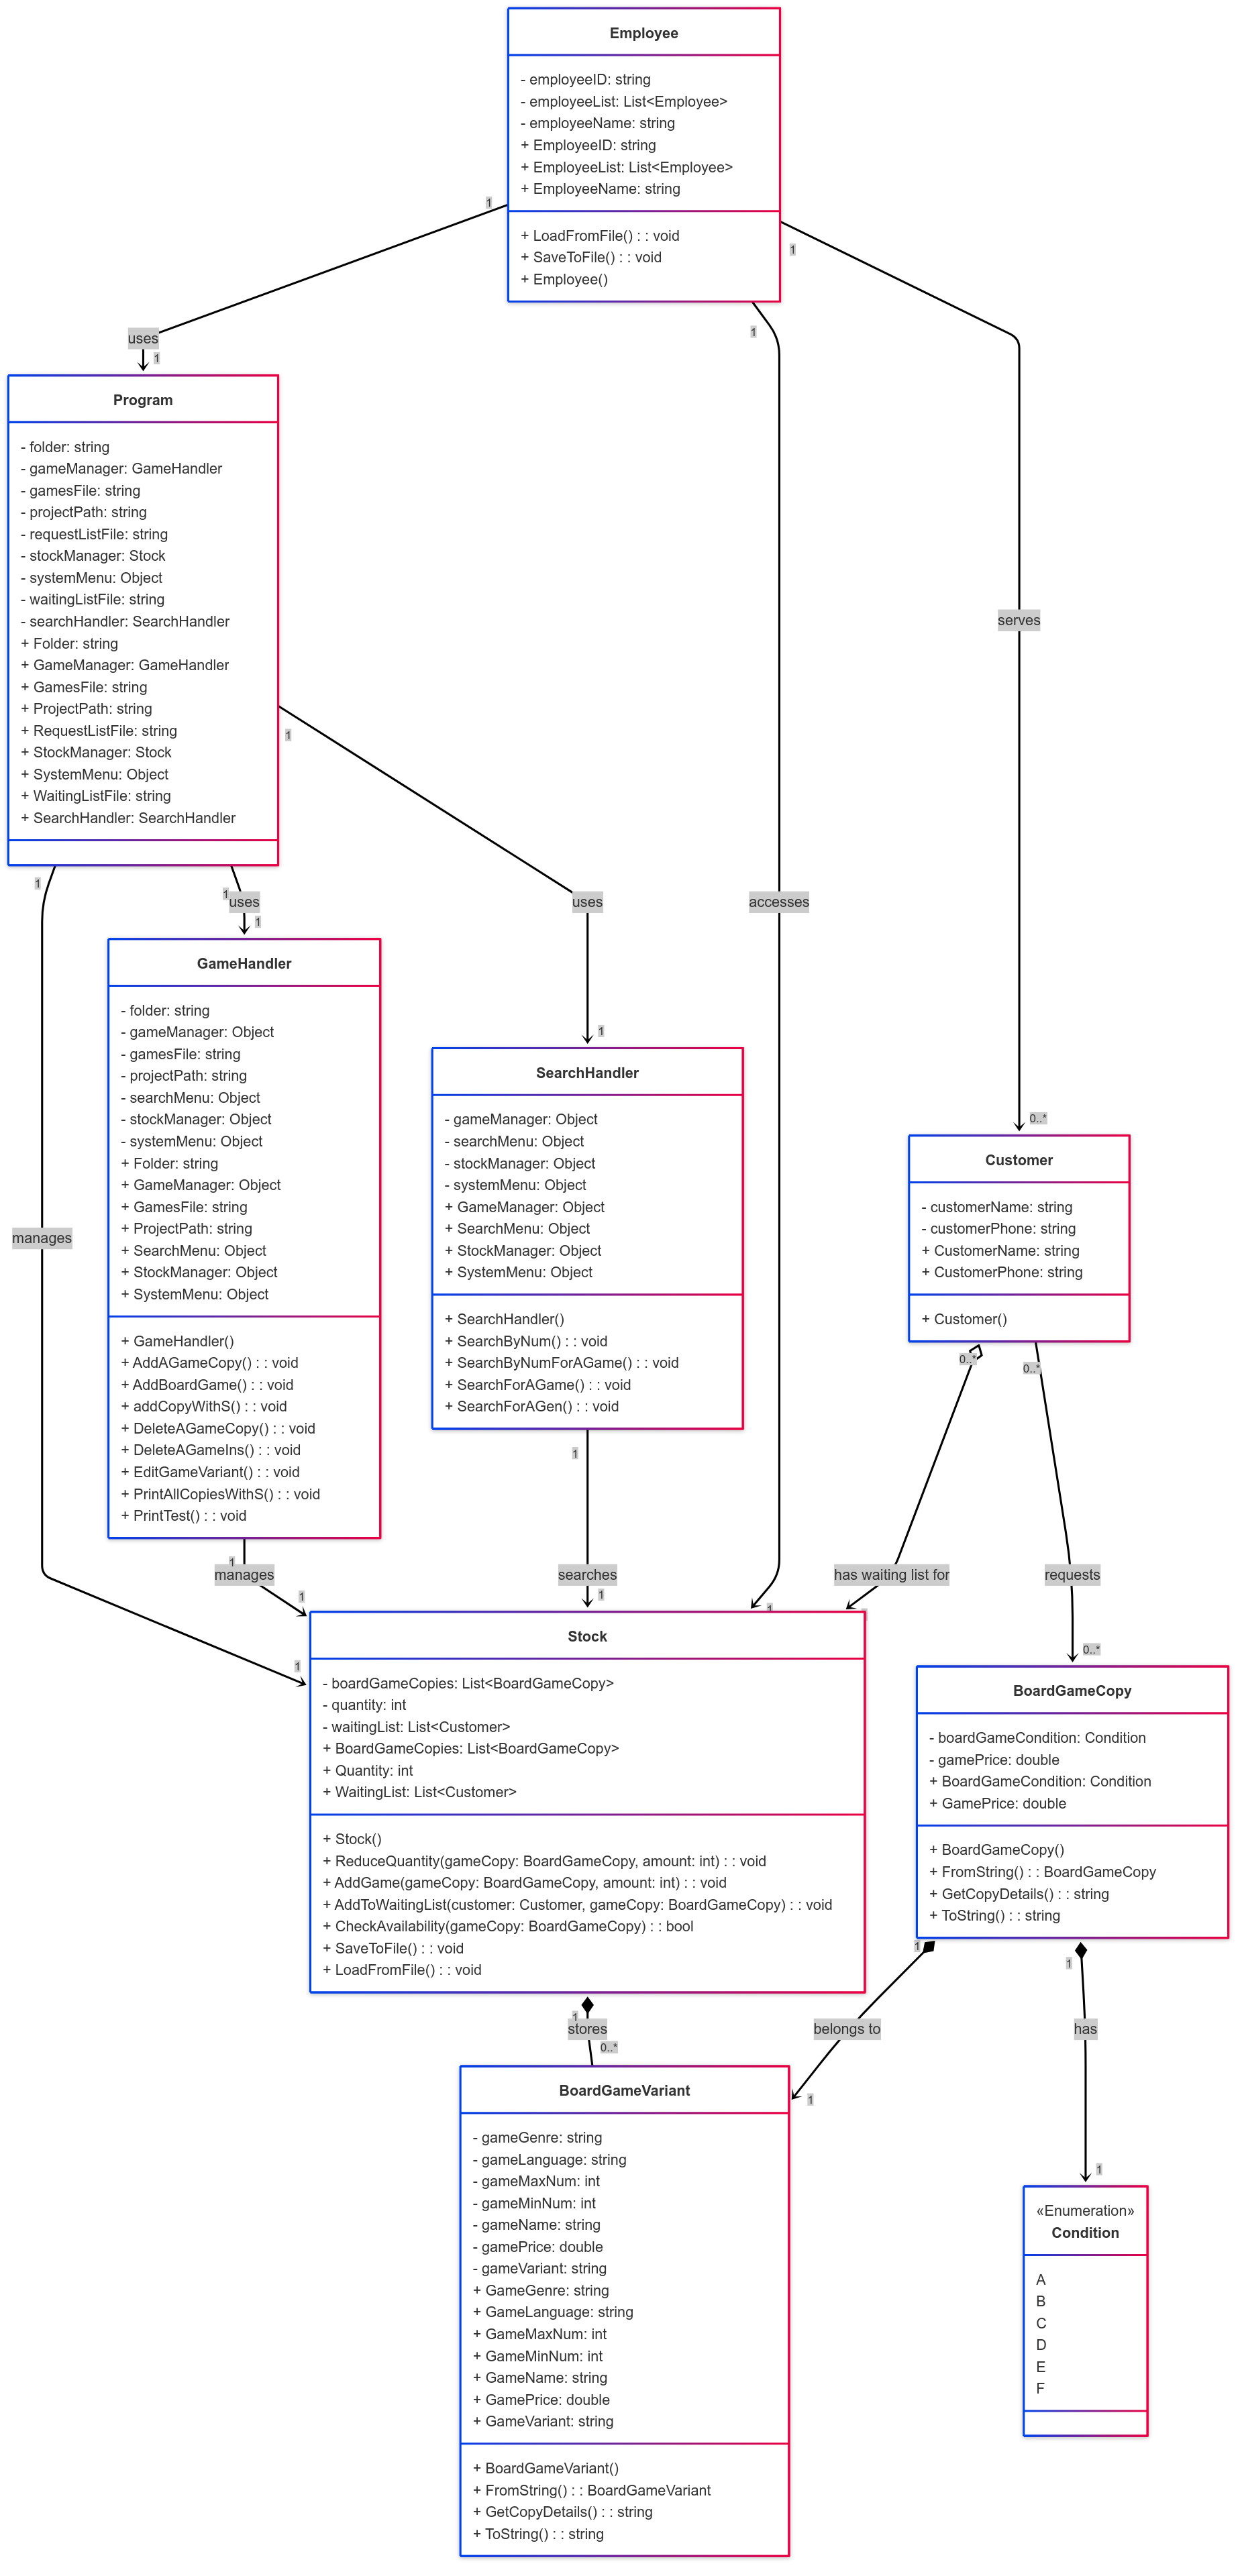 Employee
- employeeID: string
- employeeList: List<Employee>
- employeeName: string
+ EmployeeID: string
+ EmployeeList: List<Employee>
+ EmployeeName: string
+ LoadFromFile() : : void
+ SaveToFile() : : void
+ Employee()
1
1
1
uses
1
Program
- folder: string
- gameManager: GameHandler
- gamesFile: string
- projectPath: string
- requestListFile: string
- stockManager: Stock
- systemMenu: Object
- waitingListFile: string
- searchHandler: SearchHandler
+ Folder: string
+ GameManager: GameHandler
+ GamesFile: string
+ ProjectPath: string
+ RequestListFile: string
+ StockManager: Stock
+ SystemMenu: Object
+ WaitingListFile: string
+ SearchHandler: SearchHandler
serves
1
1
1
uses
1
uses
accesses
GameHandler
- folder: string
- gameManager: Object
- gamesFile: string
- projectPath: string
- searchMenu: Object
- stockManager: Object
- systemMenu: Object
+ Folder: string
+ GameManager: Object
+ GamesFile: string
+ ProjectPath: string
+ SearchMenu: Object
+ StockManager: Object
+ SystemMenu: Object
+ GameHandler()
+ AddAGameCopy() : : void
+ AddBoardGame() : : void
+ addCopyWithS() : : void
+ DeleteAGameCopy() : : void
+ DeleteAGameIns() : : void
+ EditGameVariant() : : void
+ PrintAllCopiesWithS() : : void
+ PrintTest() : : void
1
SearchHandler
- gameManager: Object
- searchMenu: Object
- stockManager: Object
- systemMenu: Object
+ GameManager: Object
+ SearchMenu: Object
+ StockManager: Object
+ SystemMenu: Object
+ SearchHandler()
+ SearchByNum() : : void
+ SearchByNumForAGame() : : void
+ SearchForAGame() : : void
+ SearchForAGen() : : void
0..*
Customer
- customerName: string
- customerPhone: string
+ CustomerName: string
+ CustomerPhone: string
+ Customer()
manages
0..*
0..*
1
1
manages
1
searches
1
has waiting list for
requests
1
1
0..*
Stock
- boardGameCopies: List<BoardGameCopy>
- quantity: int
- waitingList: List<Customer>
+ BoardGameCopies: List<BoardGameCopy>
+ Quantity: int
+ WaitingList: List<Customer>
+ Stock()
+ ReduceQuantity(gameCopy: BoardGameCopy, amount: int) : : void
+ AddGame(gameCopy: BoardGameCopy, amount: int) : : void
+ AddToWaitingList(customer: Customer, gameCopy: BoardGameCopy) : : void
+ CheckAvailability(gameCopy: BoardGameCopy) : : bool
+ SaveToFile() : : void
+ LoadFromFile() : : void
BoardGameCopy
- boardGameCondition: Condition
- gamePrice: double
+ BoardGameCondition: Condition
+ GamePrice: double
+ BoardGameCopy()
+ FromString() : : BoardGameCopy
+ GetCopyDetails() : : string
+ ToString() : : string
1
1
1
stores
0..*
belongs to
has
1
1
BoardGameVariant
- gameGenre: string
- gameLanguage: string
- gameMaxNum: int
- gameMinNum: int
- gameName: string
- gamePrice: double
- gameVariant: string
+ GameGenre: string
+ GameLanguage: string
+ GameMaxNum: int
+ GameMinNum: int
+ GameName: string
+ GamePrice: double
+ GameVariant: string
+ BoardGameVariant()
+ FromString() : : BoardGameVariant
+ GetCopyDetails() : : string
+ ToString() : : string
«Enumeration»
Condition
A
B
C
D
E
F